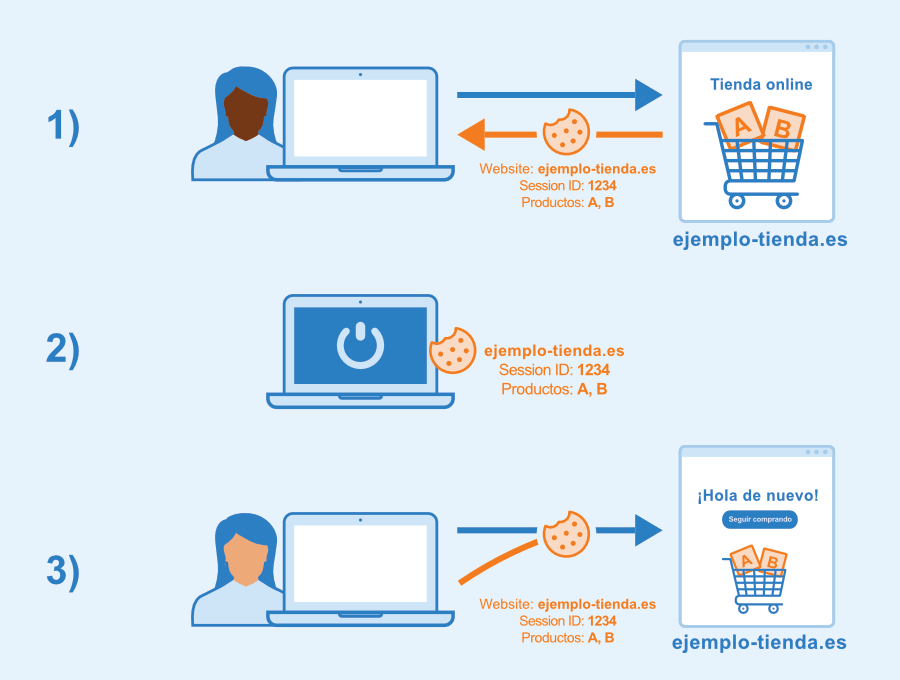 1)
Tienda online
A B
Website: ejemplo-tienda.es
Session ID: 1234
Productos: A, B
ejemplo-tienda.es
2)
ejemplo-tienda.es
Session ID: 1234
Productos: A, B
3)
¡Hola de nuevo!
Seguir comprando
A B
Website: ejemplo-tienda.es
Session ID: 1234
Productos: A, B
ejemplo-tienda.es